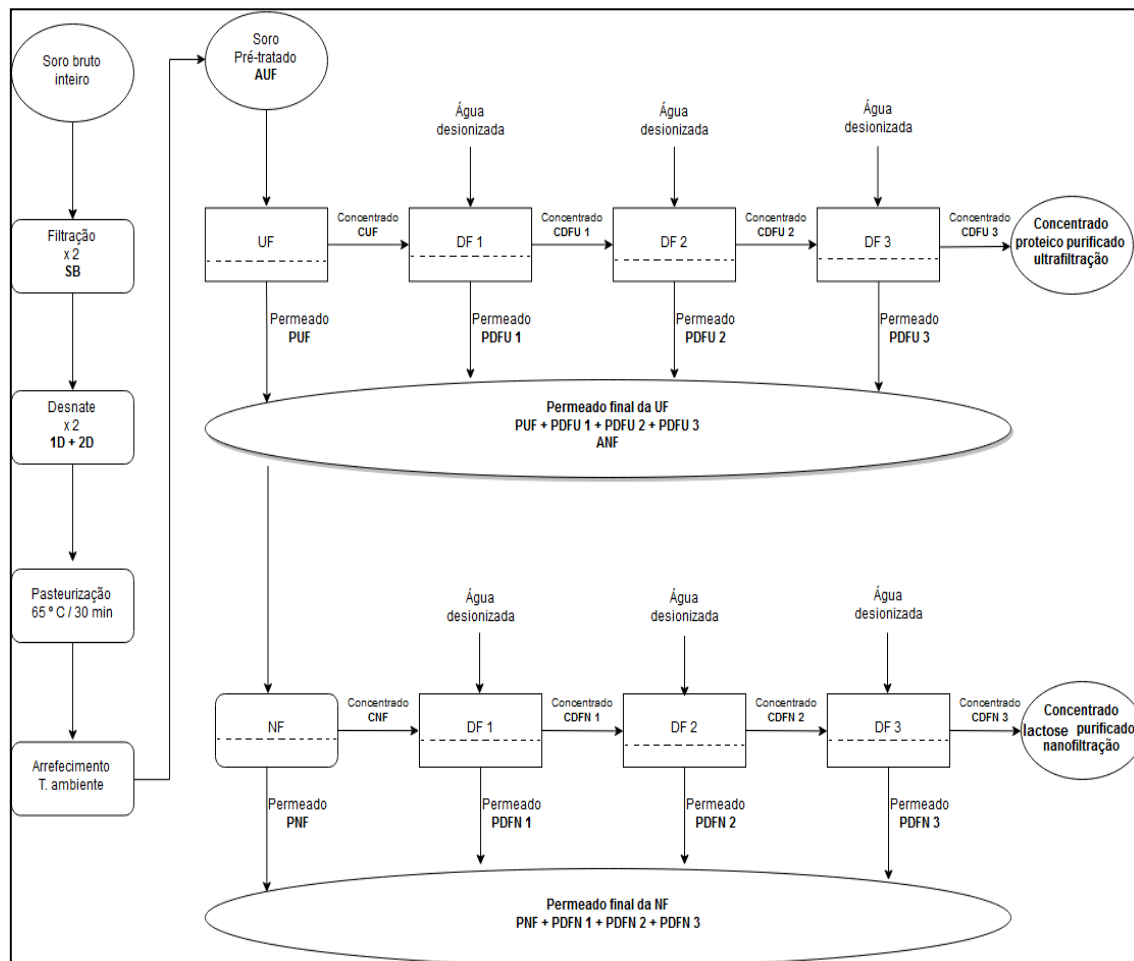 Soro bruto
inteiro
Filtração
x 2
SB
Desnate
x 2
1D + 2D
Pasteurização
65 º C / 30 min
Arrefecimento
T. ambiente
Soro
Pré-tratado
AUF
Água
desionizada
Água
desionizada
Água
desionizada
UF
Concentrado
CUF
DF 1
Concentrado
CDFU 1
DF 2
Concentrado
CDFU 2
DF 3
Concentrado
CDFU 3
Concentrado
proteico purificado
ultrafiltração
Permeado
PUF
Permeado
PDFU 1
Permeado
PDFU 2
Permeado
PDFU 3
Permeado final da UF
PUF + PDFU 1 + PDFU 2 + PDFU 3
ANF
Água
desionizada
Água
desionizada
Água
desionizada
NF
Concentrado
CNF
DF 1
Concentrado
CDFN 1
DF 2
Concentrado
CDFN 2
DF 3
Concentrado
CDFN 3
Concentrado
lactose purificado
nanofiltração
Permeado
PNF
Permeado
PDFN 1
Permeado
PDFN 2
Permeado
PDFN 3
Permeado final da NF
PNF + PDFN 1 + PDFN 2 + PDFN 3